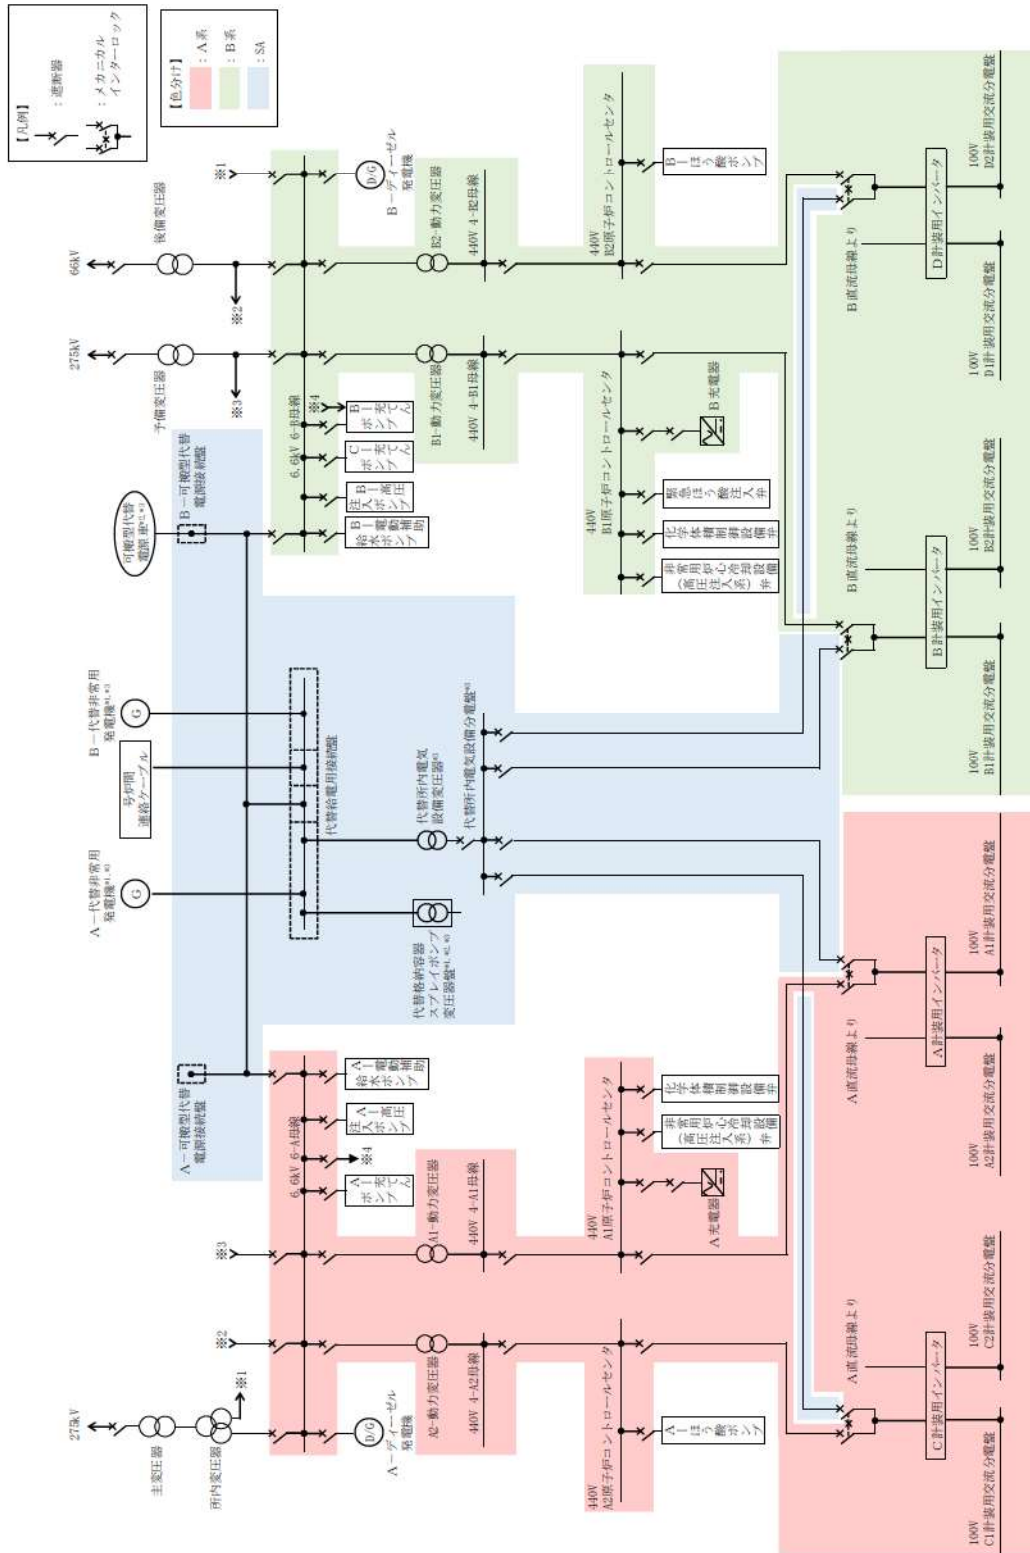 【凡例】
：遮断器
：メカニカル
インターロック
【色分け】
：A系
：B系
：SA
275kV
主変圧器
所内変圧器
※1
※2
※3
A－可搬型代替
電源接続盤
A－代替非常用
発電機*1,*3
G
号炉間
連絡ケーブル
B－代替非常用
発電機*1,*3
G
可搬型代替
B－可搬型代替
電源接続盤
275kV
予備変圧器
※3
66kV
後備変圧器
※2
※1
6.6kV 6-A母線
D/G
A－ディーゼル
発電機
A－充てん
ポンプ
※4
A－高圧
注入ポンプ
A－電動補助
給水ポンプ
代替給電用接続盤
代替格納容器
スプレイポンプ
代替所内電気
代替所内電気設備分電盤*3
6.6kV 6-B母線
B－電動補助
給水ポンプ
B－高圧
注入ポンプ
C－充てん
ポンプ
B－充てん
ポンプ
※4
D/G
B－ディーゼル
発電機
A2-動力変圧器
440V 4-A2母線
A1-動力変圧器
440V 4-A1母線
B1-動力変圧器
440V 4-B1母線
B2-動力変圧器
440V 4-B2母線
440V
A2原子炉コントロールセンタ
A－ほう酸
ポンプ
440V
A1原子炉コントロールセンタ
A充電器
非常用炉心冷却設備
（高圧注入系）弁
化学体積制御設備弁
440V
B1原子炉コントロールセンタ
非常用炉心冷却設備
（高圧注入系）弁
化学体積制御設備弁
緊急ほう酸注入弁
B充電器
440V
B2原子炉コントロールセンタ
B－ほう酸
ポンプ
A直流母線より
C計装用インバータ
100V
C1計装用交流分電盤
100V
C2計装用交流分電盤
A直流母線より
A計装用インバータ
100V
A2計装用交流分電盤
100V
A1計装用交流分電盤
B直流母線より
B計装用インバータ
100V
B1計装用交流分電盤
100V
B2計装用交流分電盤
B直流母線より
D計装用インバータ
100V
D1計装用交流分電盤
100V
D2計装用交流分電盤